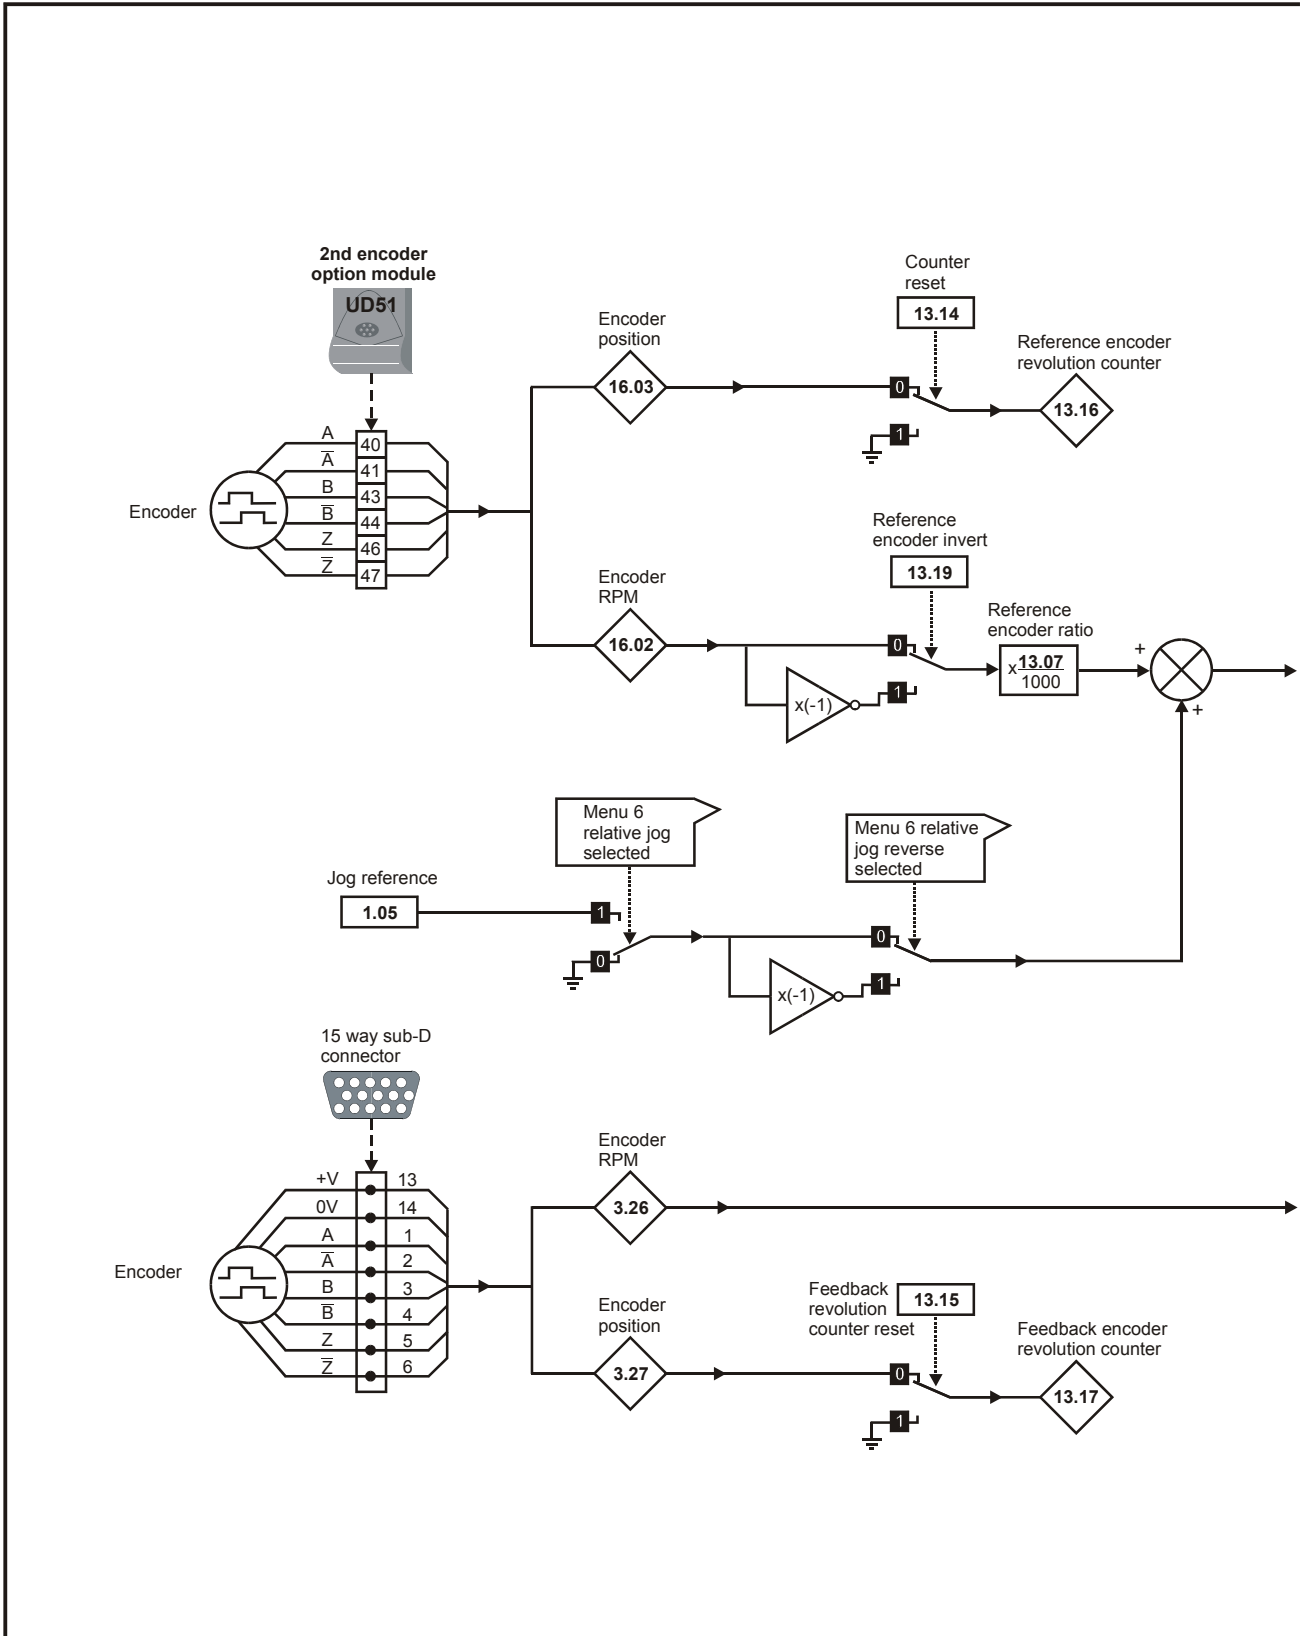 2nd encoder
option module
UD51
Counter
reset
13.14
Encoder
position
16.03
0
1
Reference encoder
revolution counter
13.16
Encoder
A
A̅
B
B̅
Z
Z̅
40
41
43
44
46
47
Reference
encoder invert
13.19
Encoder
RPM
16.02
0
1
x(-1)
Reference
encoder ratio
x13.07
1000
+
+
Menu 6
relative jog
selected
Menu 6 relative
jog reverse
selected
Jog reference
1.05
1
0
0
1
x(-1)
15 way sub-D
connector
Encoder
+V
0V
A
A̅
B
B̅
Z
Z̅
13
14
1
2
3
4
5
6
Encoder
RPM
3.26
Encoder
position
3.27
Feedback
revolution
counter reset
13.15
0
1
Feedback encoder
revolution counter
13.17